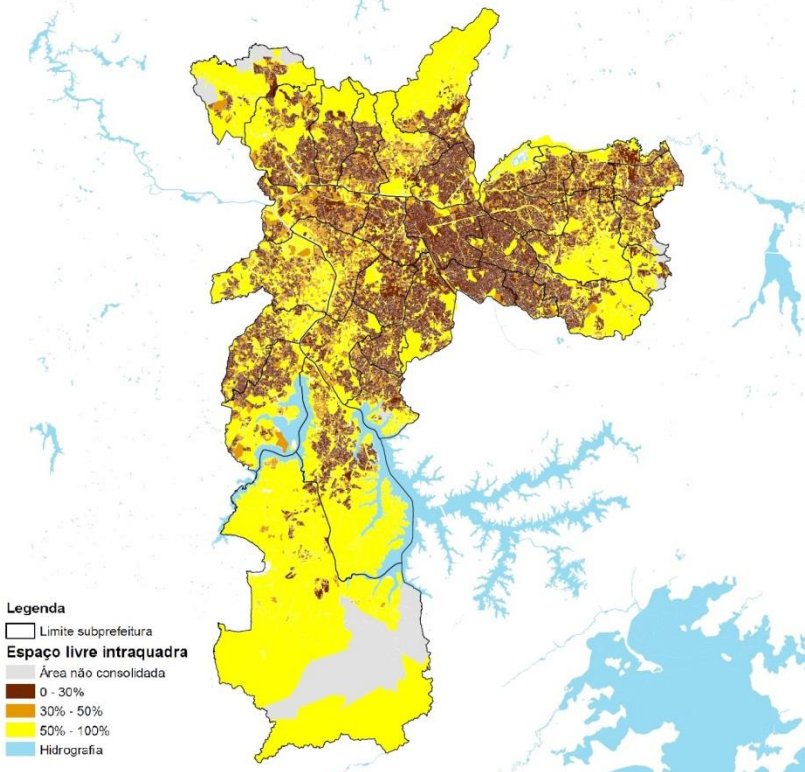 Legenda
Limite subprefeitura
Espaço livre intraquadra
Área não consolidada
0 - 30%
30% - 50%
50% - 100%
Hidrografia